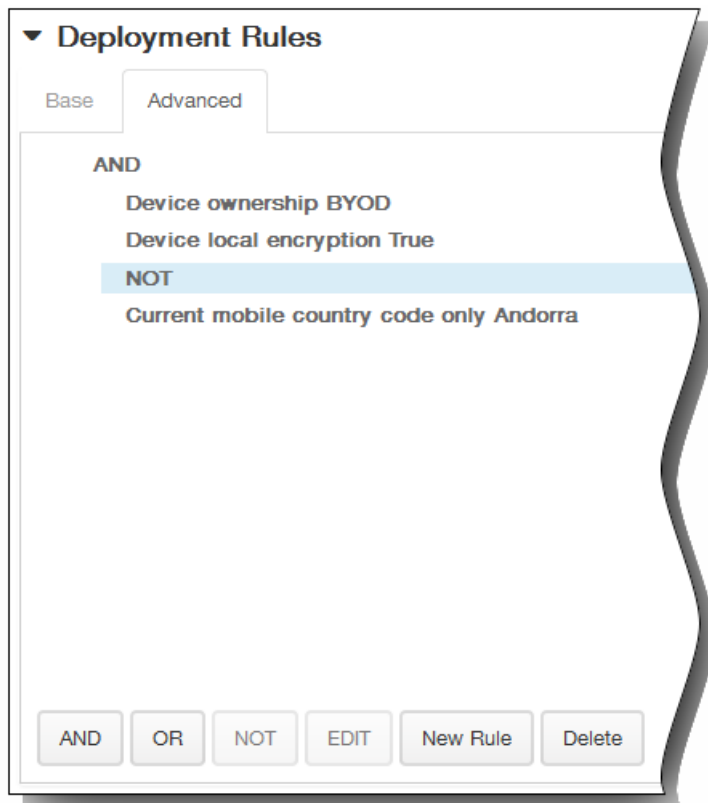 Deployment Rules
Base Advanced
AND
Device ownership BYOD
Device local encryption True
NOT
Current mobile country code only Andorra
AND OR NOT EDIT New Rule Delete